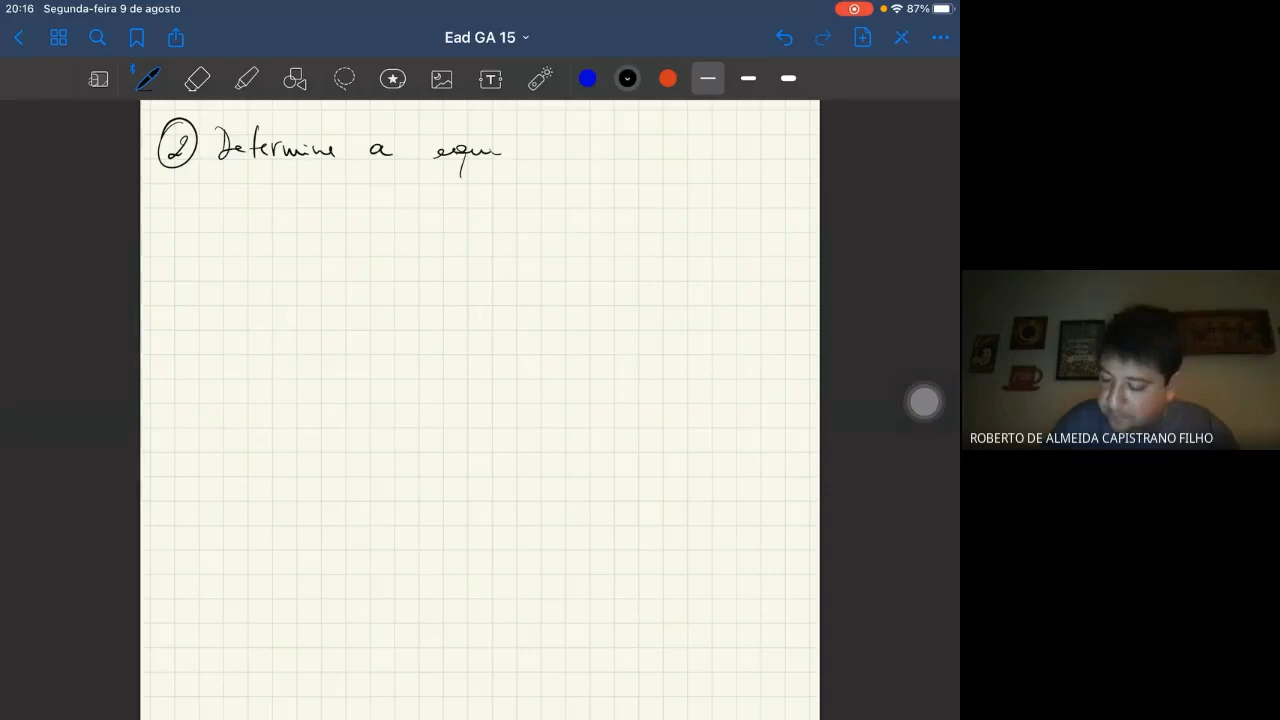 20:16 Segunda-feira 9 de agosto
87%
Ead GA 15
T
② Determine a equ
ROBERTO DE ALMEIDA CAPISTRANO FILHO